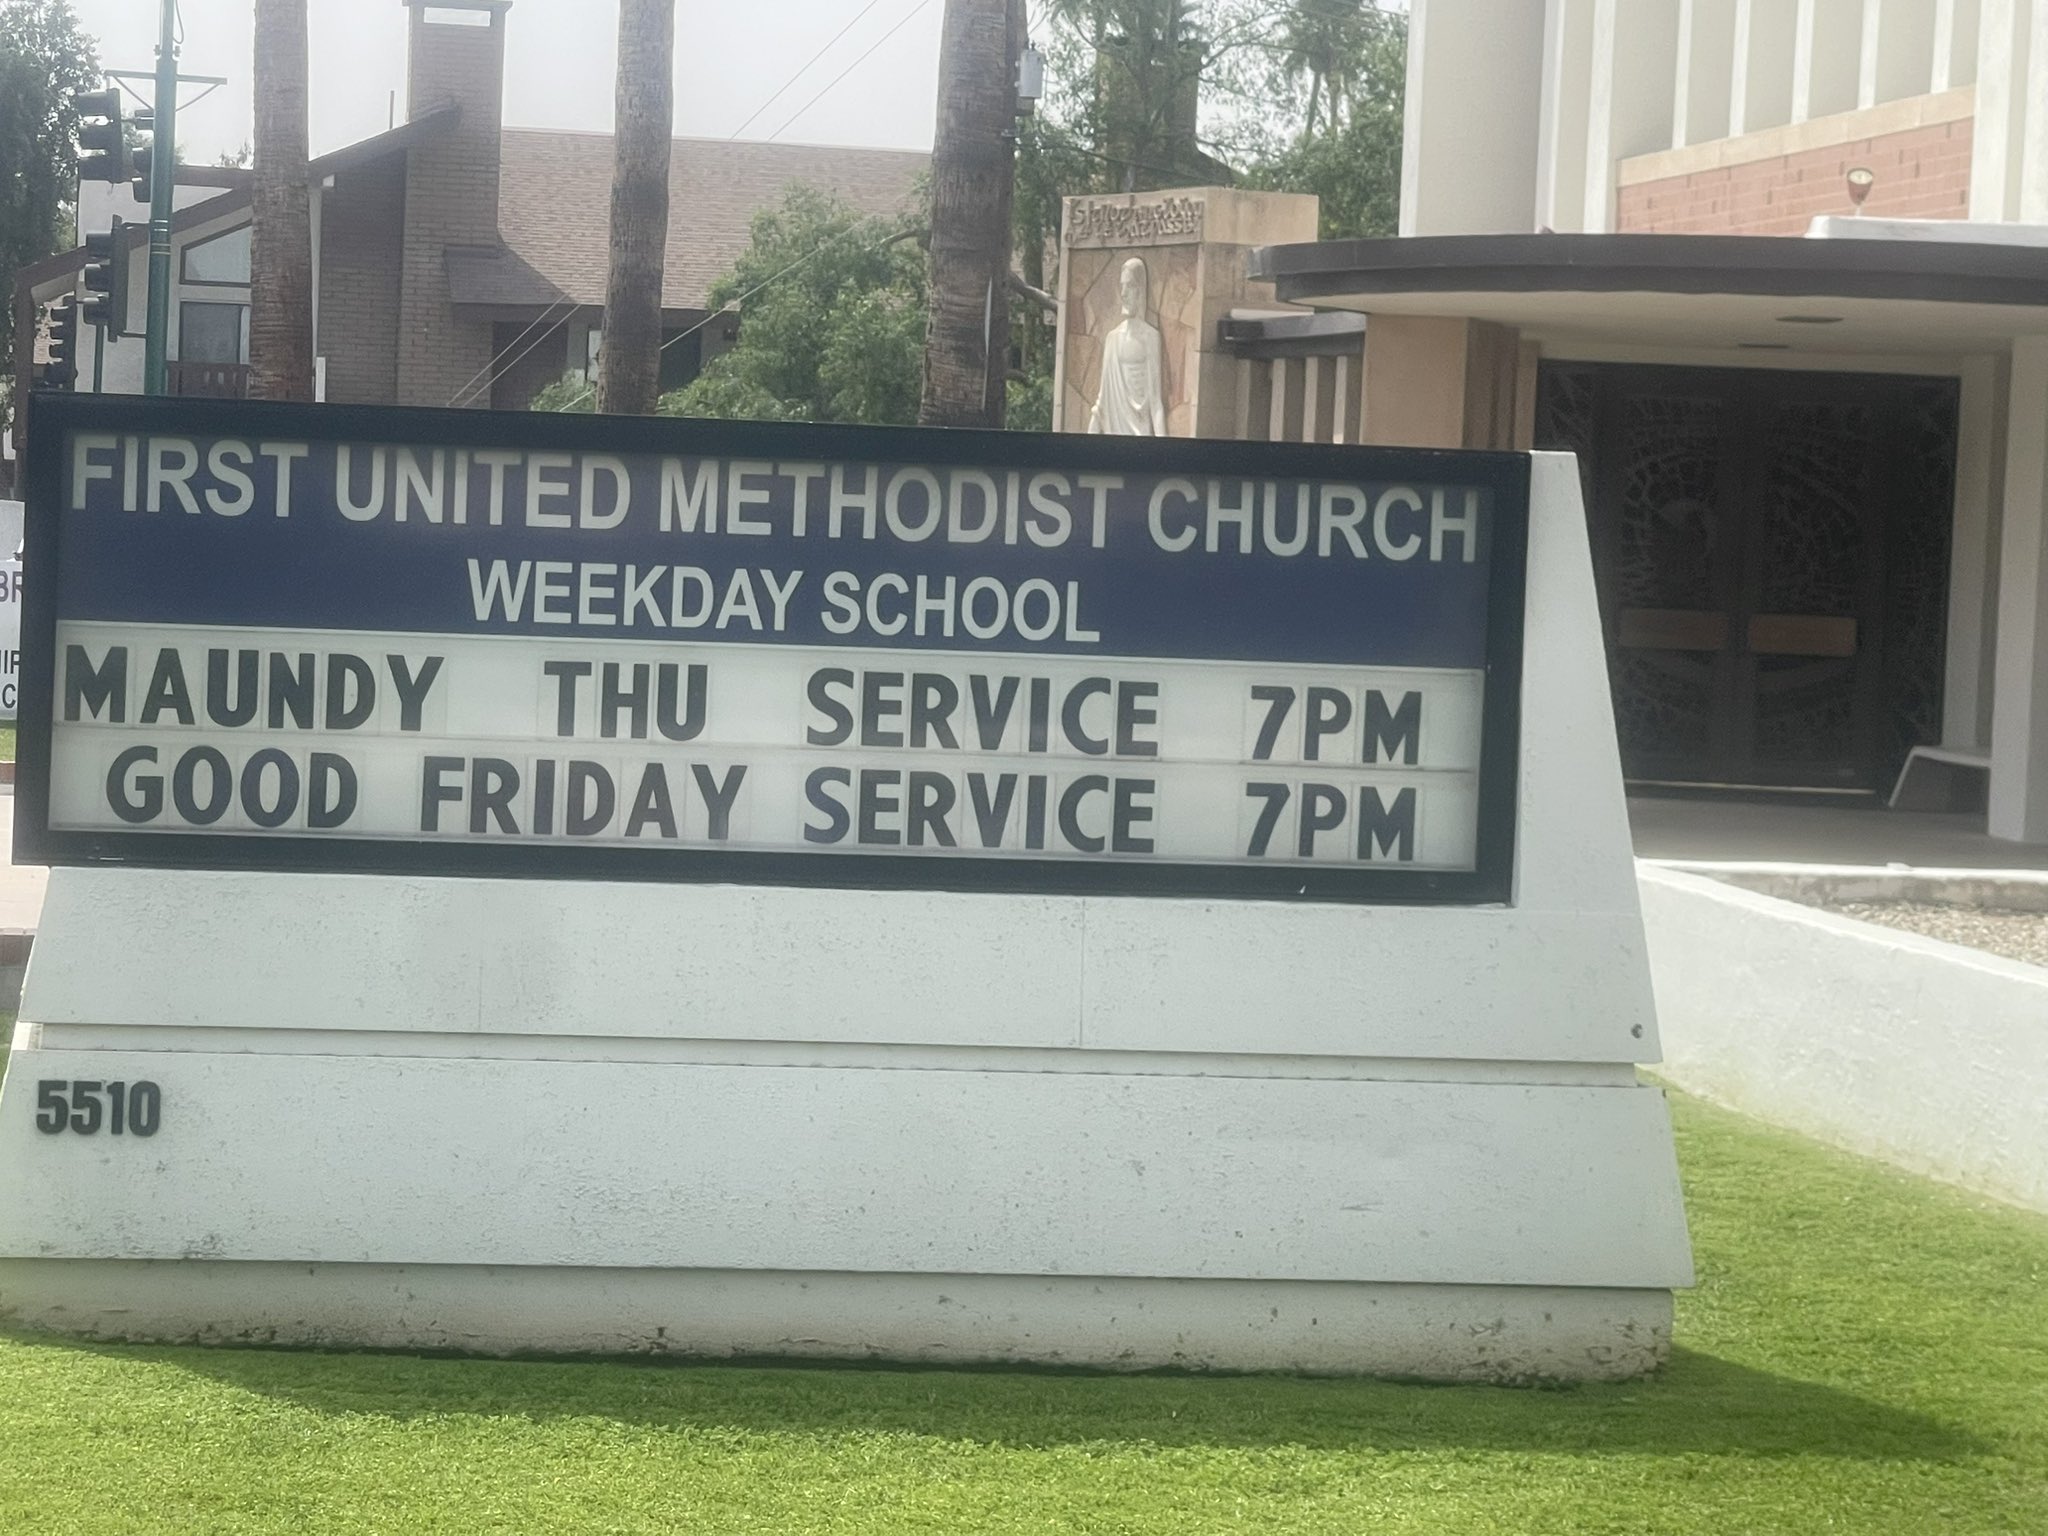 FIRST UNITED METHODIST CHURCH
WEEKDAY SCHOOL
MAUNDY THU SERVICE 7PM
GOOD FRIDAY SERVICE 7PM
5510